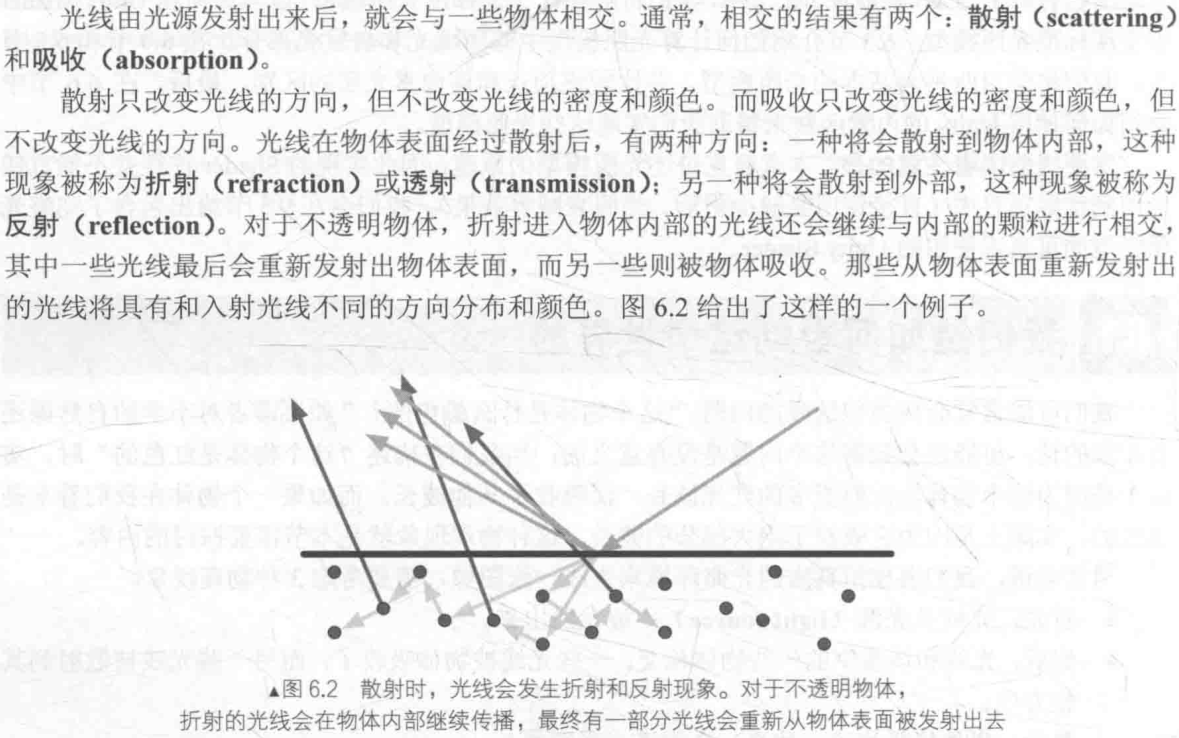 光线由光源发射出来后，就会与一些物体相交。通常，相交的结果有两个：散射（scattering）
和吸收（absorption）。
散射只改变光线的方向，但不改变光线的密度和颜色。而吸收只改变光线的密度和颜色，但
不改变光线的方向。光线在物体表面经过散射后，有两种方向：一种将会散射到物体内部，这种
现象被称为折射（refraction）或透射（transmission）；另一种将会散射到外部，这种现象被称为
反射（reflection）。对于不透明物体，折射进入物体内部的光线还会继续与内部的颗粒进行相交，
其中一些光线最后会重新发射出物体表面，而另一些则被物体吸收。那些从物体表面重新发射出
的光线将具有和入射光线不同的方向分布和颜色。图 6.2 给出了这样的一个例子。
▲图 6.2 散射时，光线会发生折射和反射现象。对于不透明物体，
折射的光线会在物体内部继续传播，最终有一部分光线会重新从物体表面被发射出去